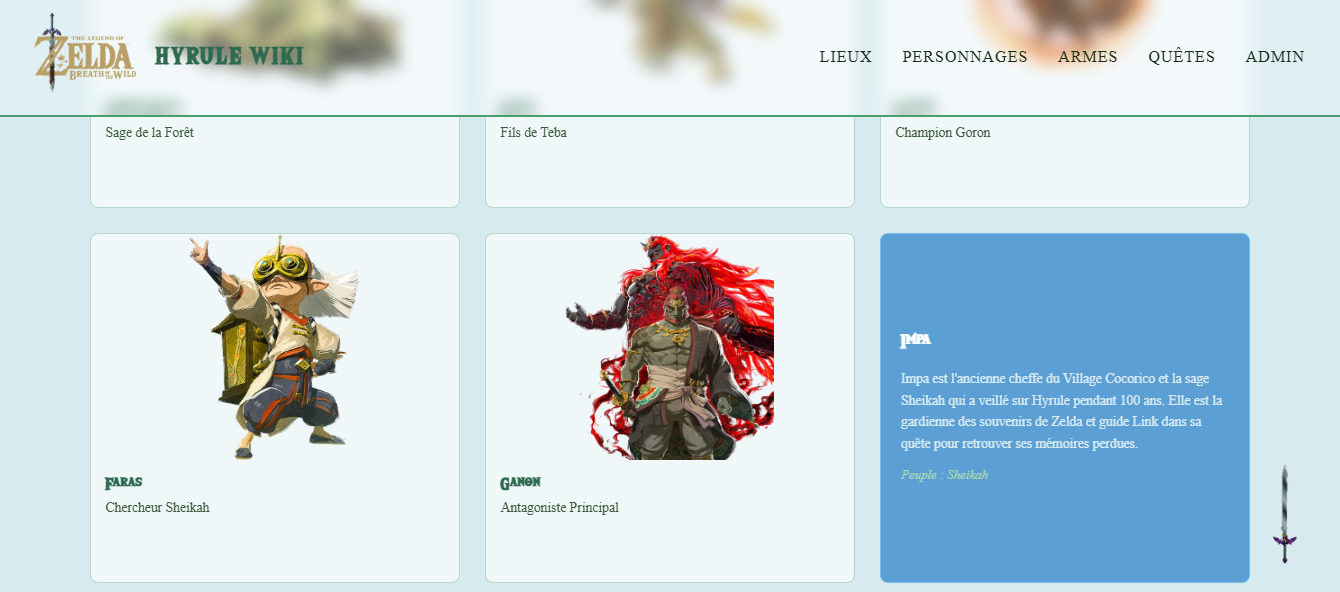 THE LEGEND OF
ZELDA
BREATH OF THE WILD
HYRULE WIKI
LIEUX
PERSONNAGES
ARMES
QUÊTES
ADMIN
Sage de la Forêt
Fils de Teba
Champion Goron
Faras
Chercheur Sheikah
Ganon
Antagoniste Principal
Impa
Impa est l'ancienne cheffe du Village Cocorico et la sage
Sheikah qui a veillé sur Hyrule pendant 100 ans. Elle est la
gardienne des souvenirs de Zelda et guide Link dans sa
quête pour retrouver ses mémoires perdues.
Peuple : Sheikah